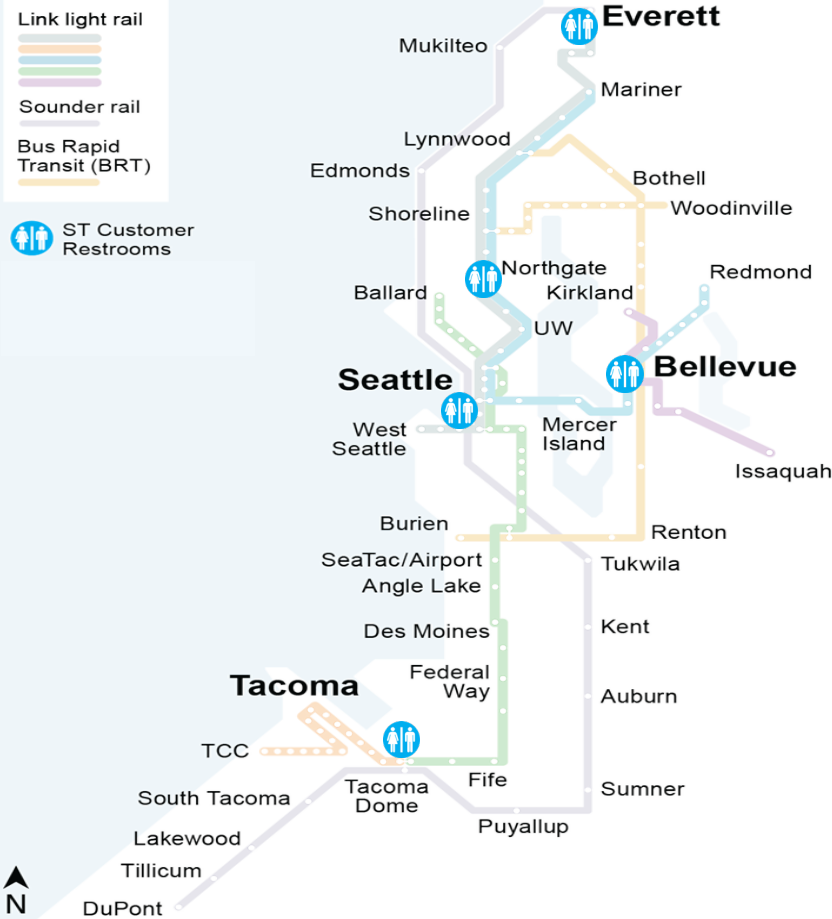 Link light rail
Sounder rail
Bus Rapid
Transit (BRT)
ST Customer
Restrooms
Everett
Mukilteo
Mariner
Lynnwood
Edmonds
Bothell
Shoreline
Woodinville
Northgate
Redmond
Ballard
Kirkland
UW
Seattle
Bellevue
West
Seattle
Mercer
Island
Issaquah
Burien
Renton
SeaTac/Airport
Tukwila
Angle Lake
Des Moines
Kent
Federal
Way
Tacoma
Auburn
TCC
Tacoma
Dome
Fife
Sumner
South Tacoma
Puyallup
Lakewood
Tillicum
DuPont
N